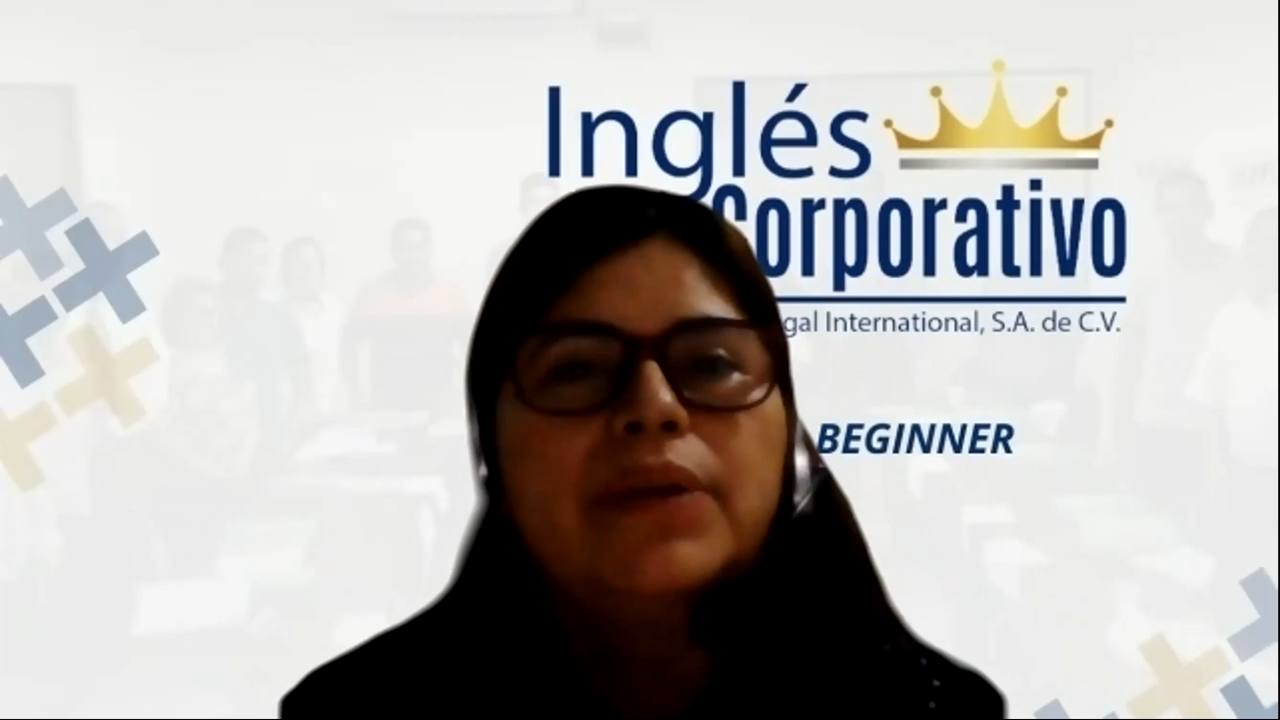 Inglés
Corporativo
gal International, S.A. de C.V.
BEGINNER